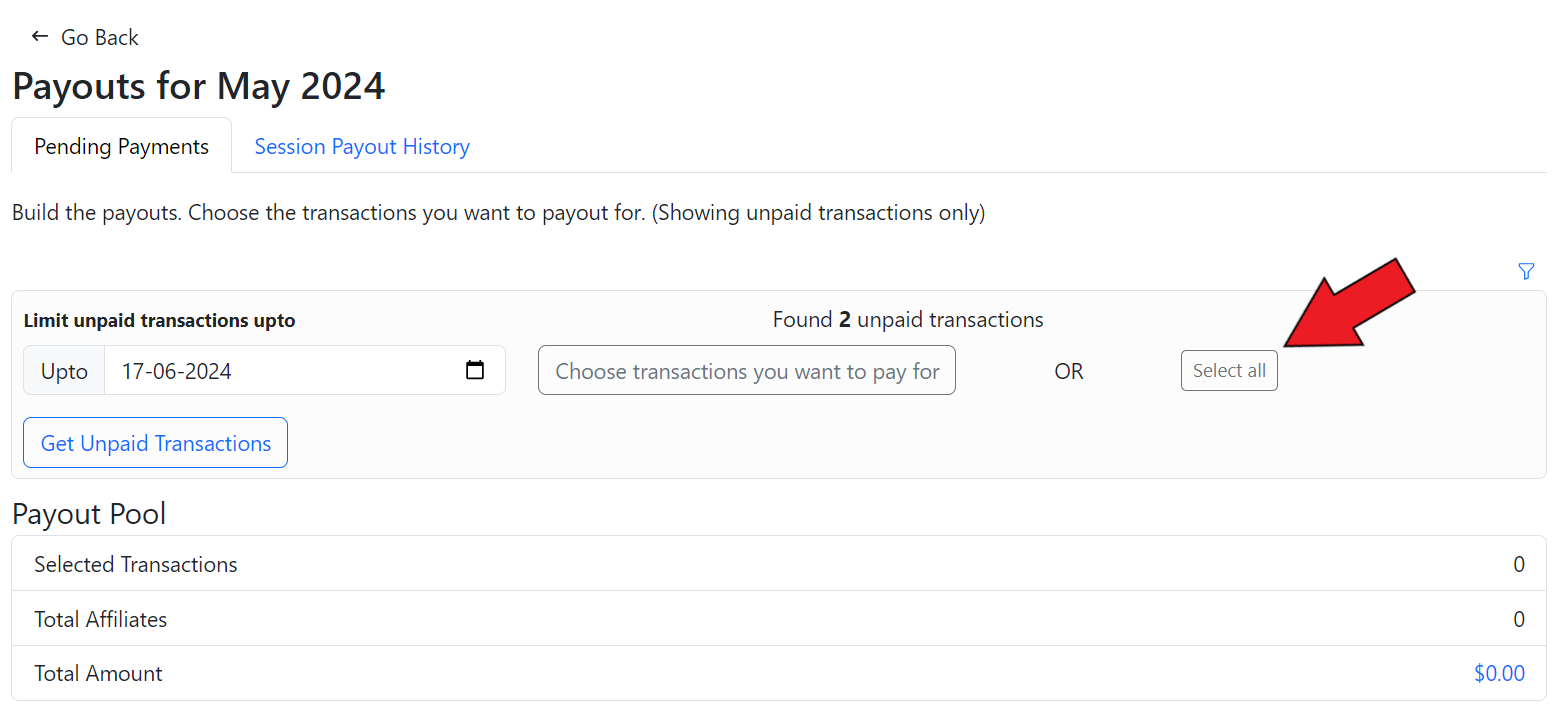 Go Back
Payouts for May 2024
Pending Payments
Session Payout History
Build the payouts. Choose the transactions you want to payout for. (Showing unpaid transactions only)
Limit unpaid transactions upto
Found 2 unpaid transactions
Upto
17-06-2024
Choose transactions you want to pay for
OR
Select all
Get Unpaid Transactions
Payout Pool
Selected Transactions 0
Total Affiliates 0
Total Amount $0.00